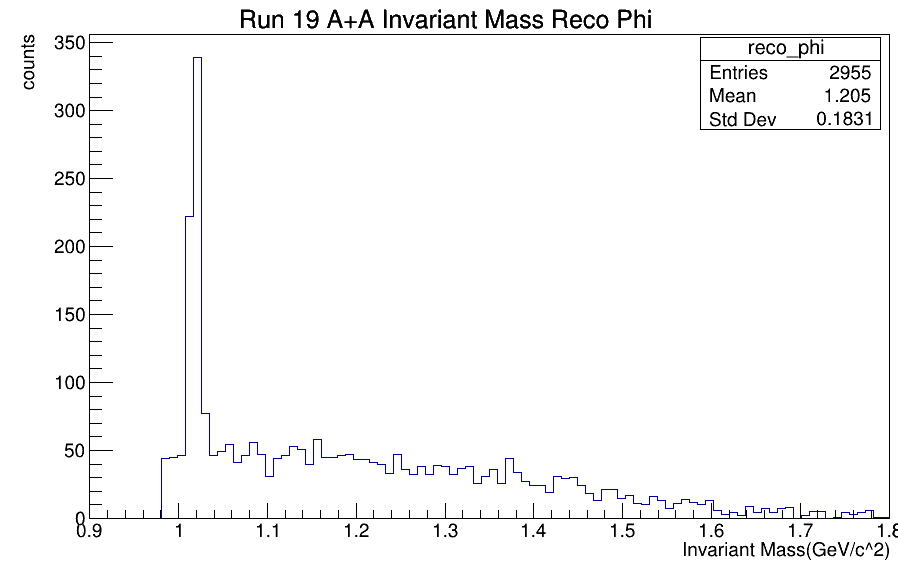 Run 19 A+A Invariant Mass Reco Phi
counts
reco_phi
Entries 2955
Mean 1.205
Std Dev 0.1831
350
300
250
200
150
100
50
0
0.9 1 1.1 1.2 1.3 1.4 1.5 1.6 1.7 1.8
Invariant Mass(GeV/c^2)